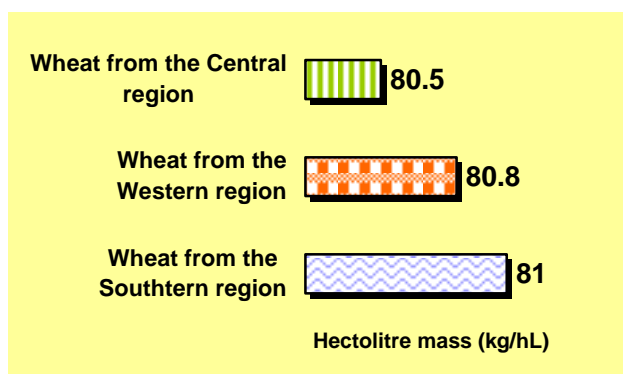 Wheat from the Central
region
80.5
Wheat from the
Western region
80.8
Wheat from the
Southtern region
81
Hectolitre mass (kg/hL)